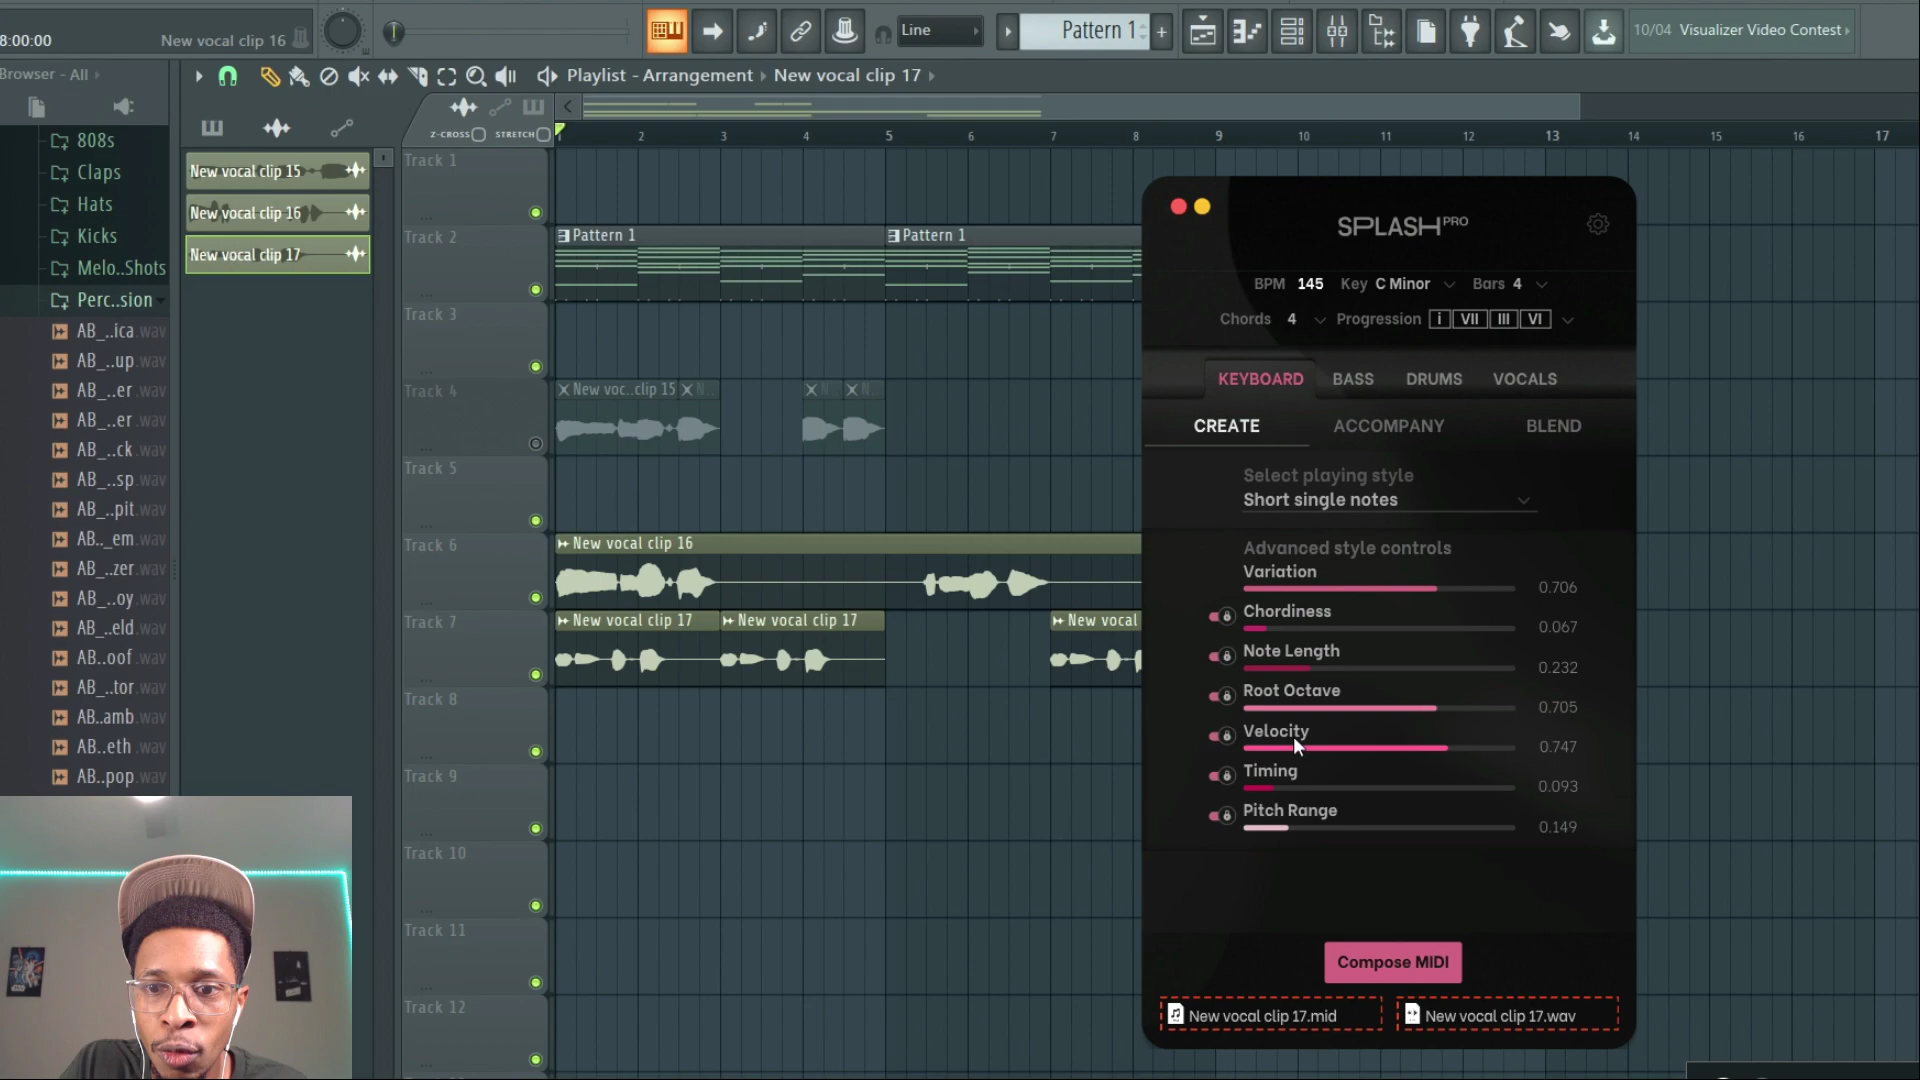 8:00:00
New vocal clip 16
Line
Pattern 1
+
10/04 Visualizer Video Contest
Browser - All
Playlist - Arrangement New vocal clip 17
Z-CROSS STRETCH
2 3 4 5 6 7 8 9 10 11 12 13 14 15 16 17
808s
Claps
Hats
Kicks
Melo..Shots
Perc..sion
AB_..ica.wav
AB_..up.wav
AB_..er.wav
AB_..er.wav
AB_..ck.wav
AB_..sp.wav
AB_..pit.wav
AB.._em.wav
AB_..zer.wav
AB_..oy.wav
AB_..eld.wav
AB..oof.wav
AB_..tor.wav
AB..amb.wav
AB..eth.wav
AB..pop.wav
New vocal clip 15
New vocal clip 16
New vocal clip 17
Track 1
Track 2
Pattern 1
Pattern 1
Track 3
Track 4
New voc..clip 15
N..
N..
N..
Track 5
Track 6
New vocal clip 16
Track 7
New vocal clip 17
New vocal clip 17
New vocal
Track 8
Track 9
Track 10
Track 11
Track 12
SPLASH PRO
BPM 145 Key C Minor Bars 4
Chords 4 Progression i VII III VI
KEYBOARD BASS DRUMS VOCALS
CREATE ACCOMPANY BLEND
Select playing style
Short single notes
Advanced style controls
Variation
0.706
Chordiness
0.067
Note Length
0.232
Root Octave
0.705
Velocity
0.747
Timing
0.093
Pitch Range
0.149
Compose MIDI
New vocal clip 17.mid
New vocal clip 17.wav